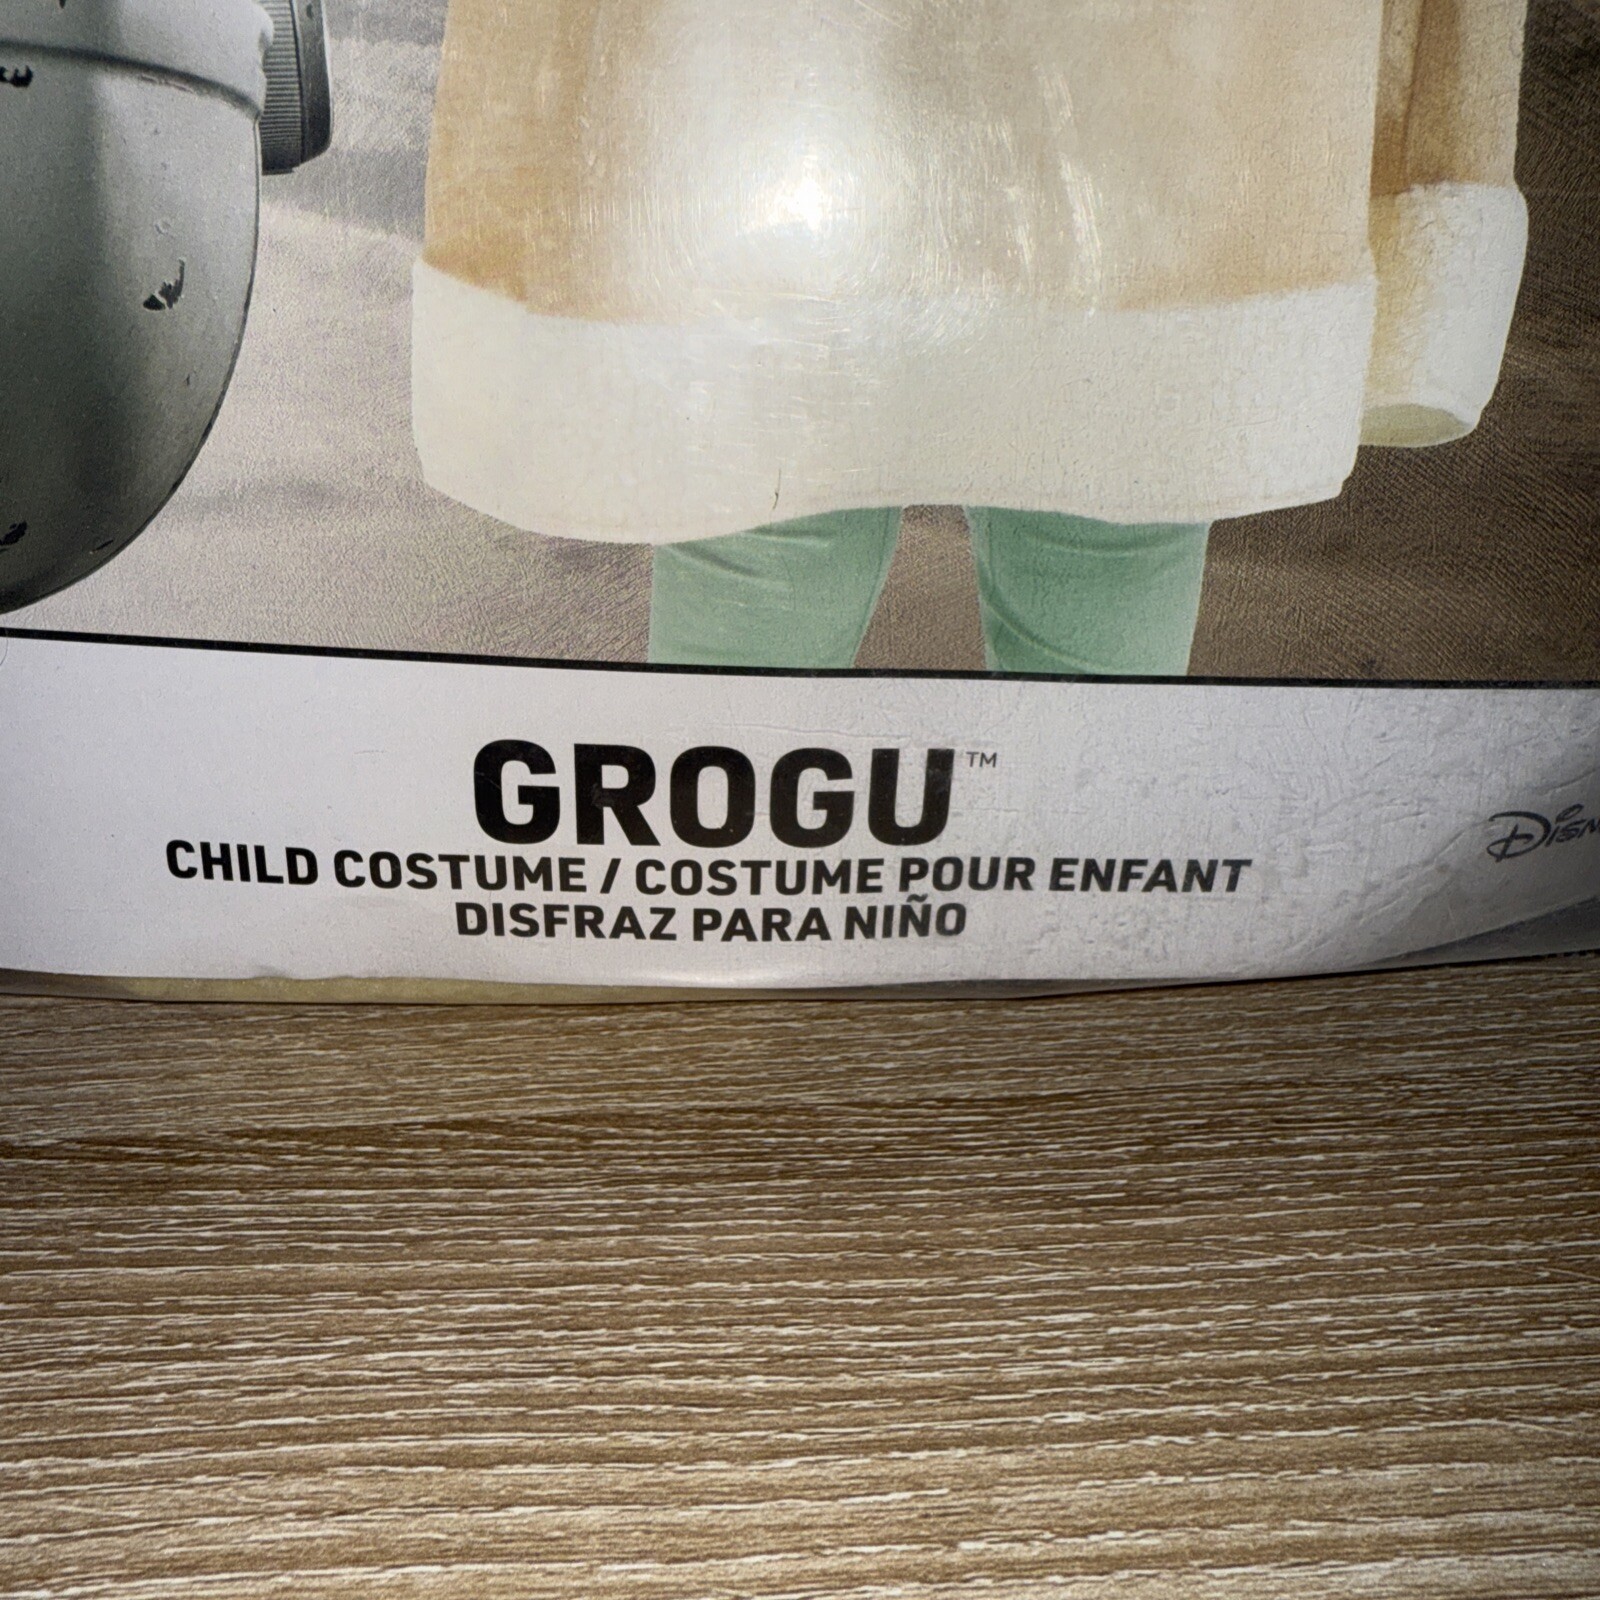 GROGU™
CHILD COSTUME / COSTUME POUR ENFANT
DISFRAZ PARA NIÑO